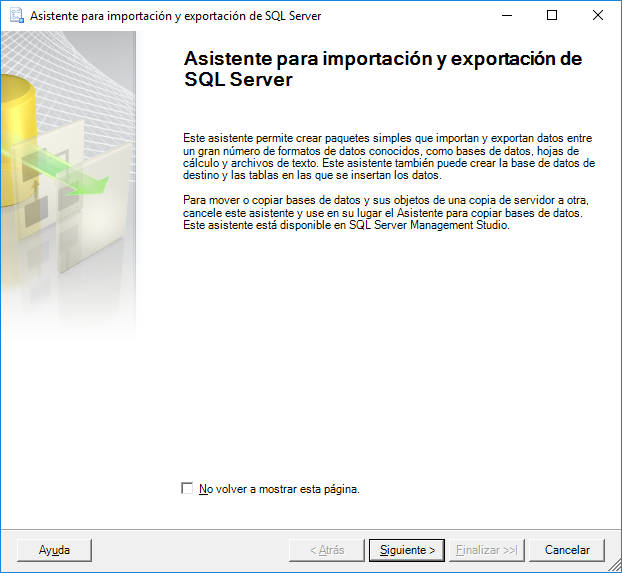 Asistente para importación y exportación de SQL Server
Asistente para importación y exportación de
SQL Server
Este asistente permite crear paquetes simples que importan y exportan datos entre
un gran número de formatos de datos conocidos, como bases de datos, hojas de
cálculo y archivos de texto. Este asistente también puede crear la base de datos de
destino y las tablas en las que se insertan los datos.
Para mover o copiar bases de datos y sus objetos de una copia de servidor a otra,
cancele este asistente y use en su lugar el Asistente para copiar bases de datos.
Este asistente está disponible en SQL Server Management Studio.
No volver a mostrar esta página.
Ayuda
< Atrás
Siguiente >
Finalizar >>|
Cancelar